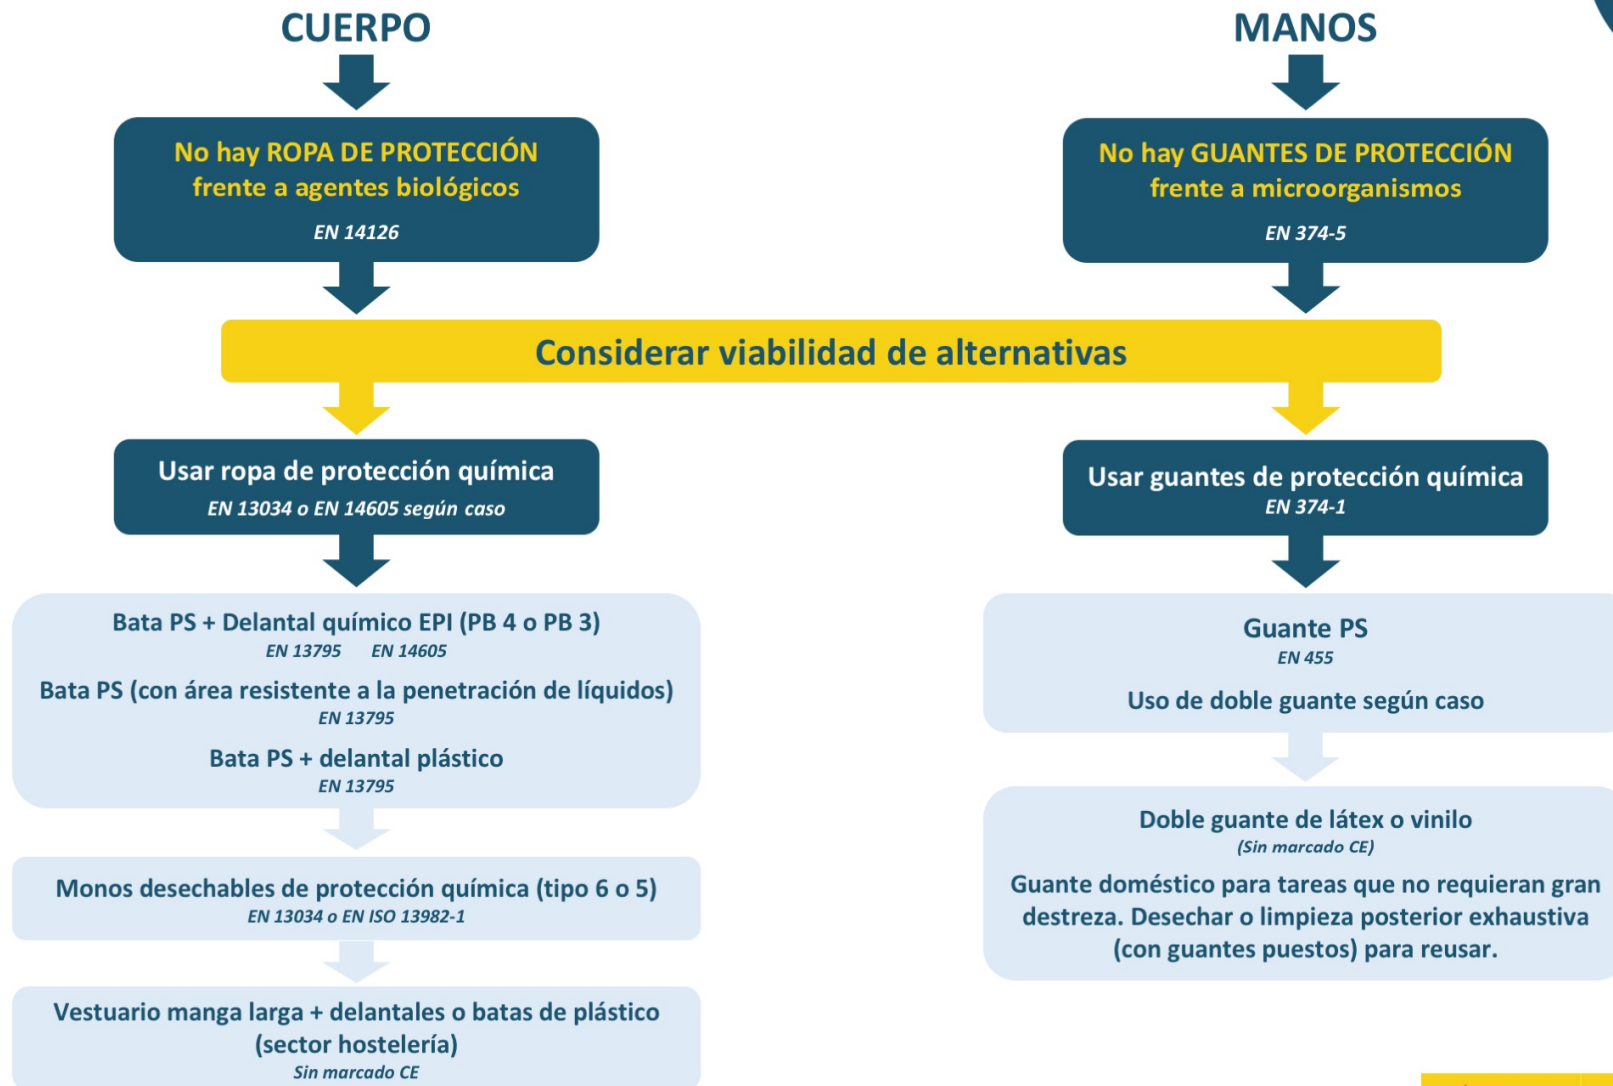 CUERPO
No hay ROPA DE PROTECCIÓN
frente a agentes biológicos
EN 14126
MANOS
No hay GUANTES DE PROTECCIÓN
frente a microorganismos
EN 374-5
Considerar viabilidad de alternativas
Usar ropa de protección química
EN 13034 o EN 14605 según caso
Bata PS + Delantal químico EPI (PB 4 o PB 3)
EN 13795 EN 14605
Bata PS (con área resistente a la penetración de líquidos)
EN 13795
Bata PS + delantal plástico
EN 13795
Monos desechables de protección química (tipo 6 o 5)
EN 13034 o EN ISO 13982-1
Vestuario manga larga + delantales o batas de plástico
(sector hostelería)
Sin marcado CE
Usar guantes de protección química
EN 374-1
Guante PS
EN 455
Uso de doble guante según caso
Doble guante de látex o vinilo
(Sin marcado CE)
Guante doméstico para tareas que no requieran gran
destreza. Desechar o limpieza posterior exhaustiva
(con guantes puestos) para reusar.